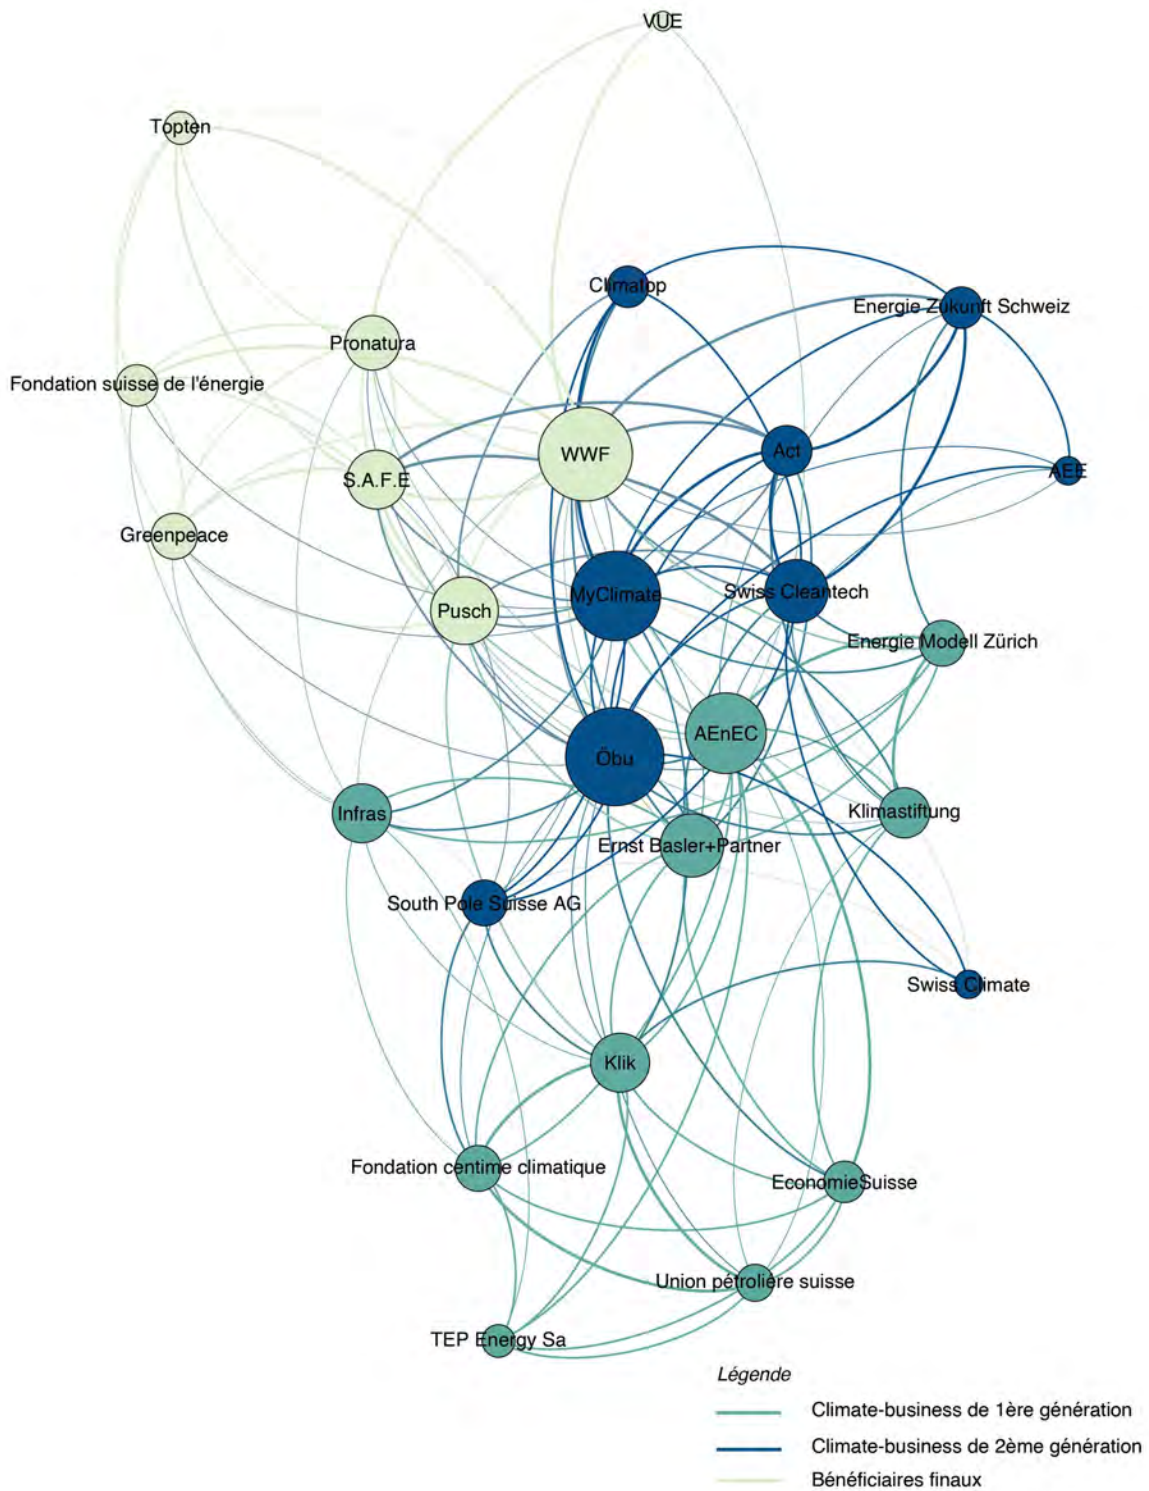 VUE
Topten
Climatop
Energie Zukunft Schweiz
Pronatura
Fondation suisse de l'énergie
WWF
Act
AEE
S.A.F.E
Greenpeace
MyClimate
Swiss Cleantech
Pusch
Energie Modell Zürich
AEnEC
Öbu
Infras
Klimastiftung
Ernst Basler+Partner
South Pole Suisse AG
Swiss Climate
Klik
Fondation centime climatique
EconomieSuisse
Union pétrolière suisse
TEP Energy Sa
Légende
Climate-business de 1ère génération
Climate-business de 2ème génération
Bénéficiaires finaux